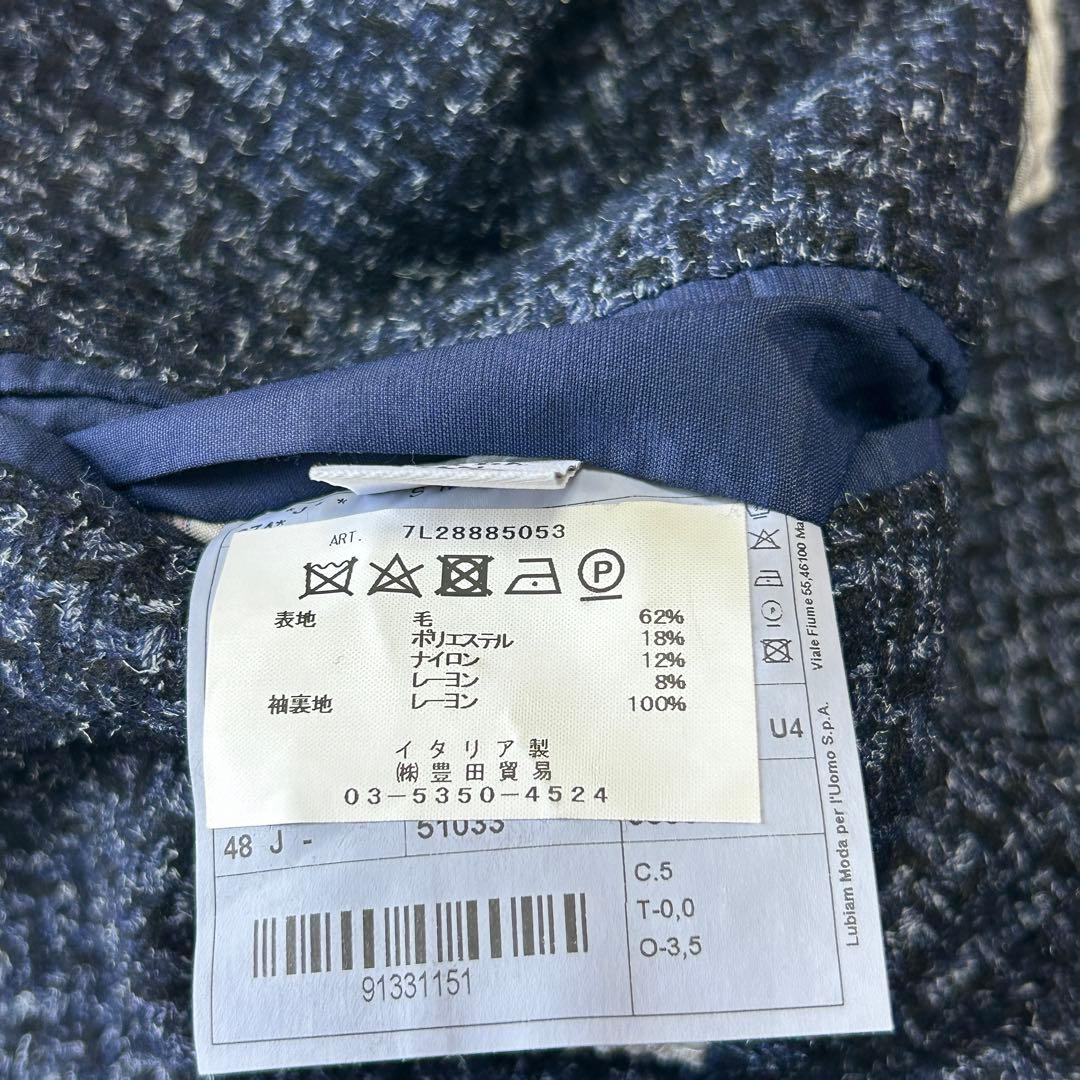 ART. 7L28885053
P
表地 毛 62%
ポリエステル 18%
ナイロン 12%
レーヨン 8%
袖裏地 レーヨン 100%
イタリア製
㈱豊田貿易
03-5350-4524
U4
48 J - 51033
C.5
T-0,0
O-3,5
91331151
Lubiam Moda per l'Uomo S.p.A.
Viale Fiume 55,46100